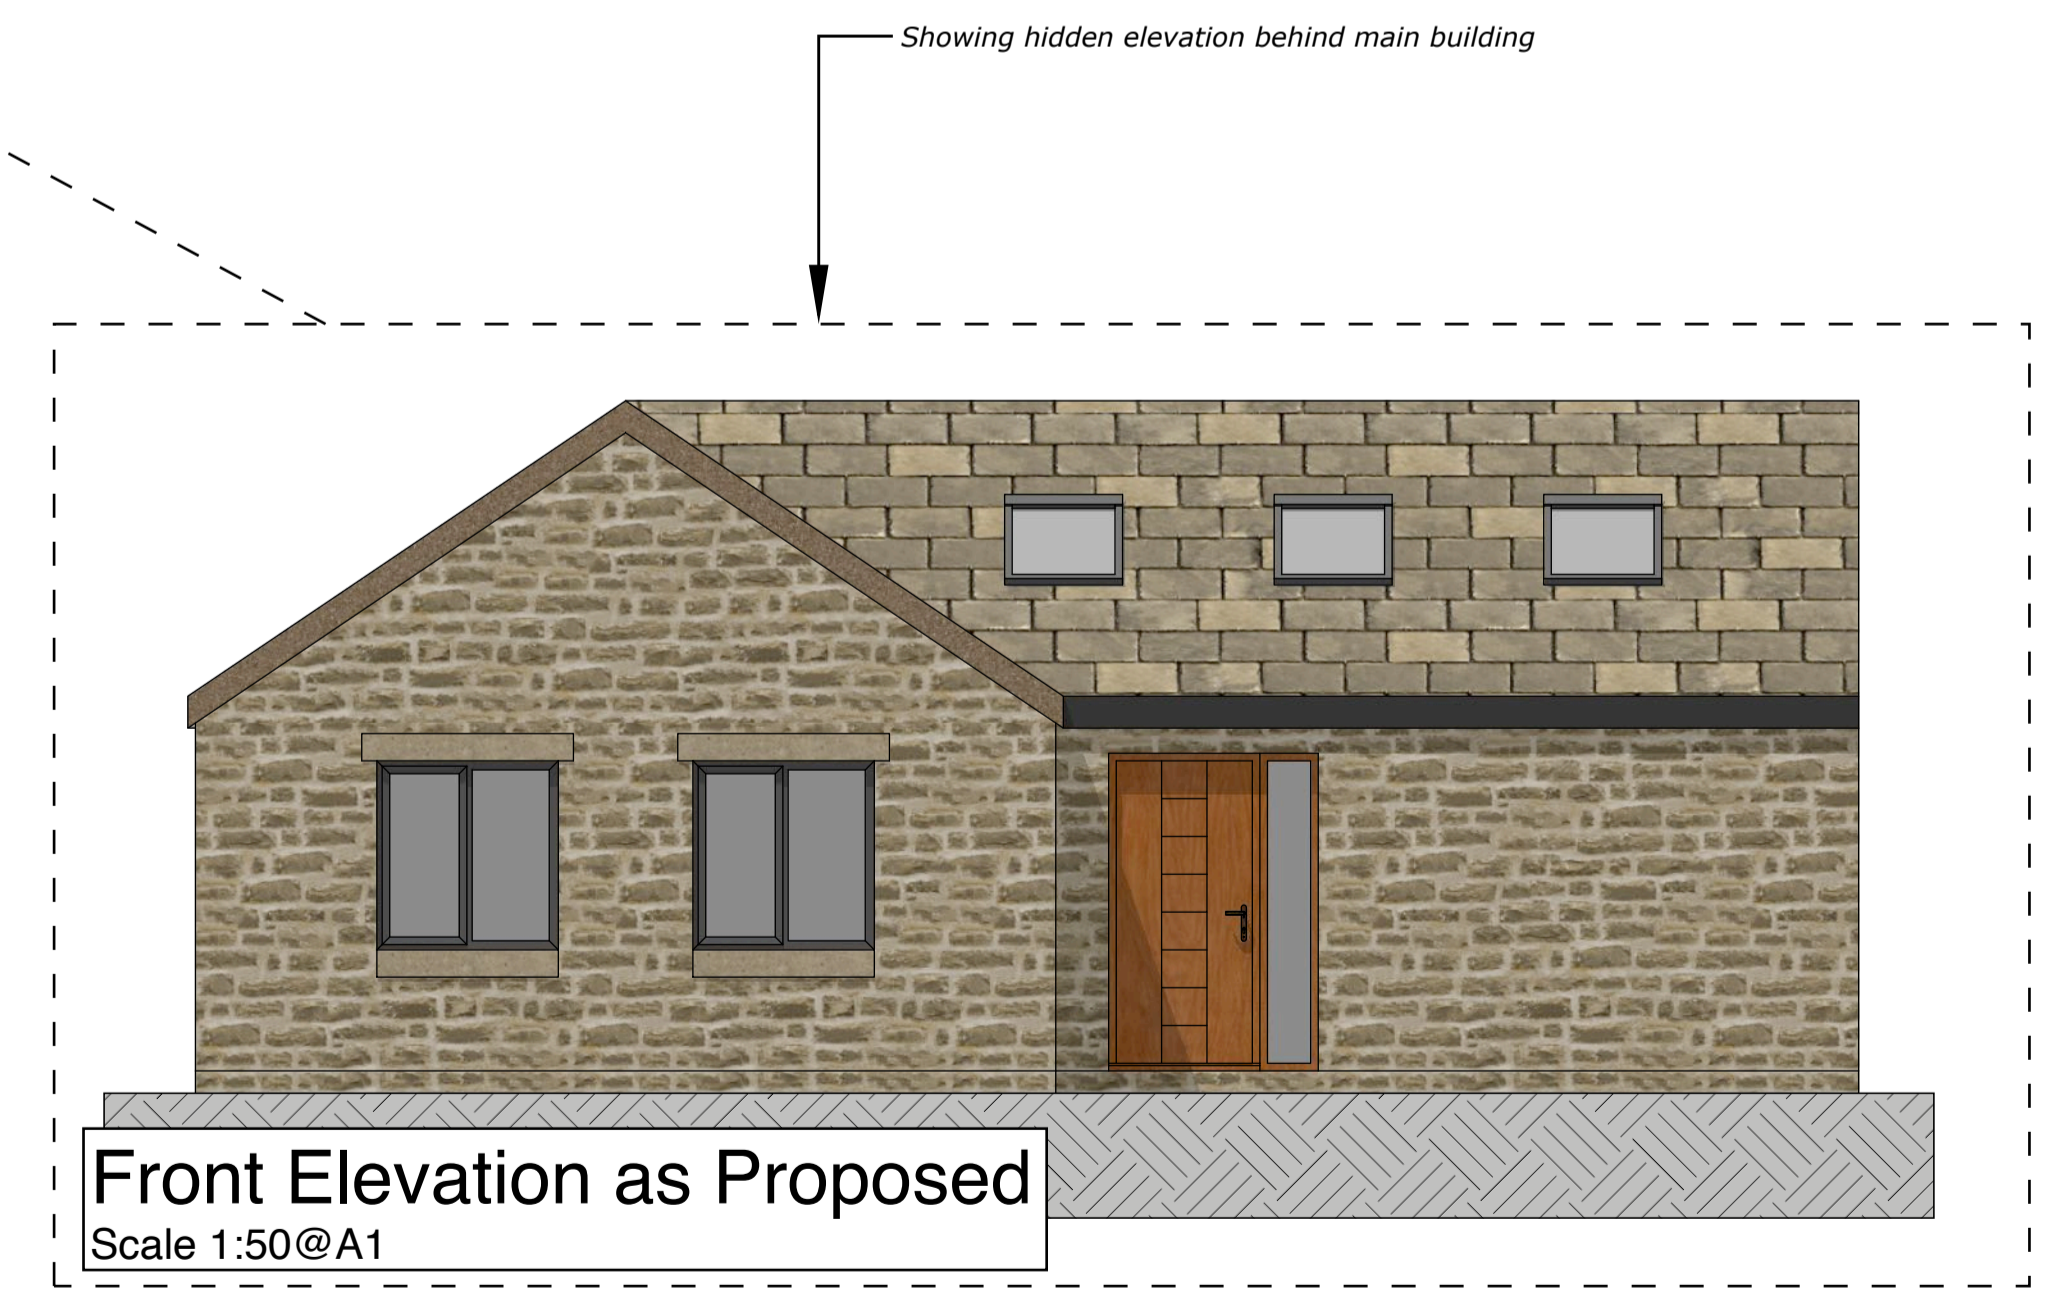 Showing hidden elevation behind main building
Front Elevation as Proposed
Scale 1:50@A1